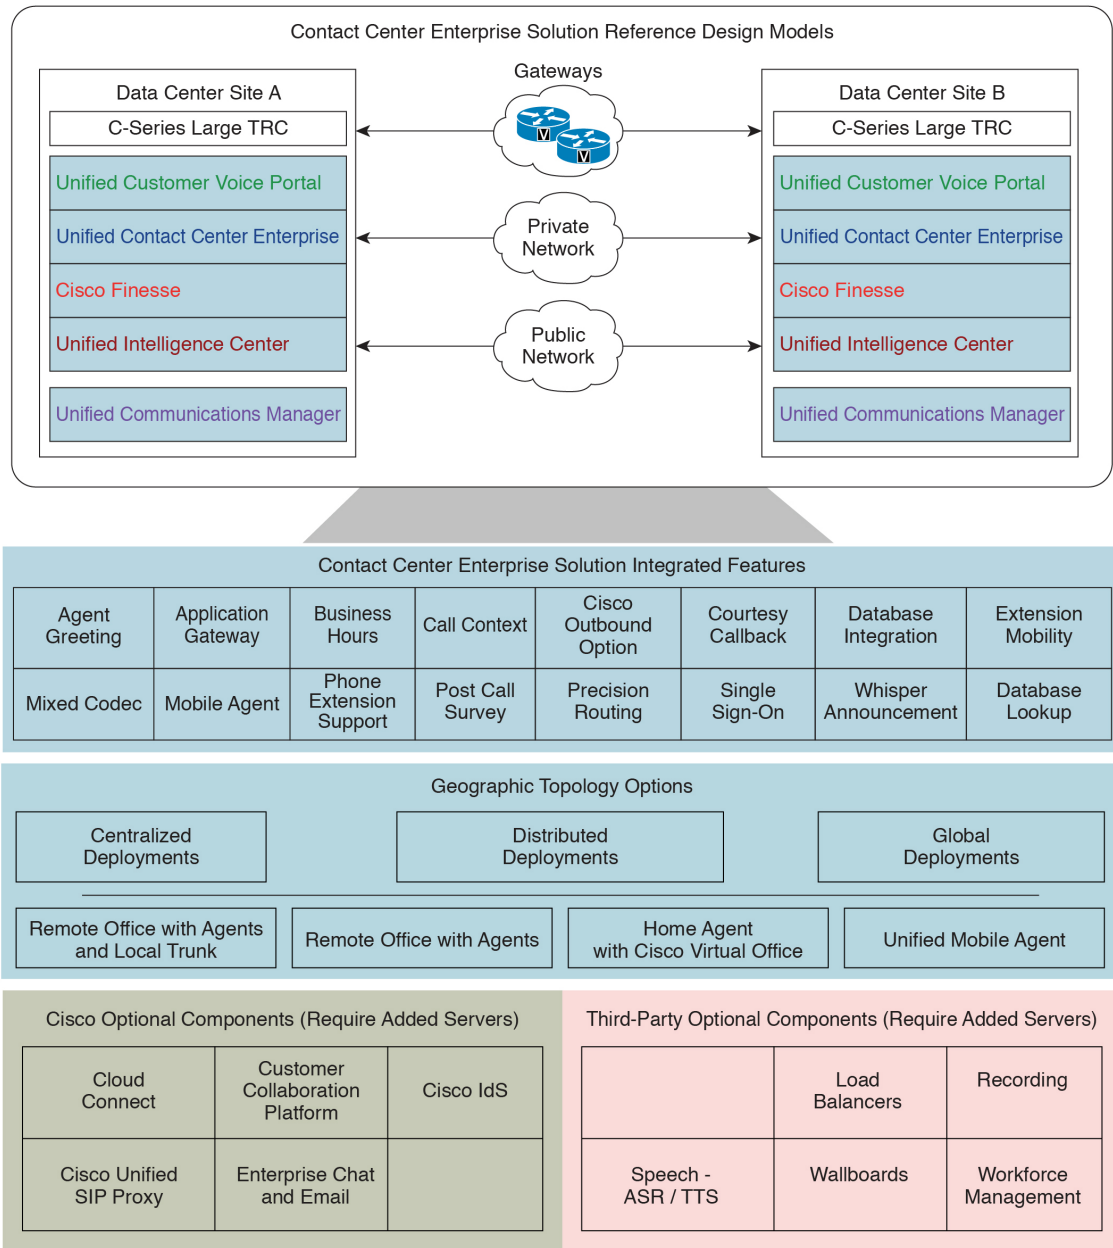 Contact Center Enterprise Solution Reference Design Models
Data Center Site A
C-Series Large TRC
Unified Customer Voice Portal
Unified Contact Center Enterprise
Cisco Finesse
Unified Intelligence Center
Unified Communications Manager
Gateways
V
V
Private
Network
Public
Network
Data Center Site B
C-Series Large TRC
Unified Customer Voice Portal
Unified Contact Center Enterprise
Cisco Finesse
Unified Intelligence Center
Unified Communications Manager
Contact Center Enterprise Solution Integrated Features
Agent
Greeting
Application
Gateway
Business
Hours
Call Context
Cisco
Outbound
Option
Courtesy
Callback
Database
Integration
Extension
Mobility
Mixed Codec
Mobile Agent
Phone
Extension
Support
Post Call
Survey
Precision
Routing
Single
Sign-On
Whisper
Announcement
Database
Lookup
Geographic Topology Options
Centralized
Deployments
Distributed
Deployments
Global
Deployments
Remote Office with Agents
and Local Trunk
Remote Office with Agents
Home Agent
with Cisco Virtual Office
Unified Mobile Agent
Cisco Optional Components (Require Added Servers)
Cloud
Connect
Customer
Collaboration
Platform
Cisco IdS
Cisco Unified
SIP Proxy
Enterprise Chat
and Email
Third-Party Optional Components (Require Added Servers)
Load
Balancers
Recording
Speech -
ASR / TTS
Wallboards
Workforce
Management